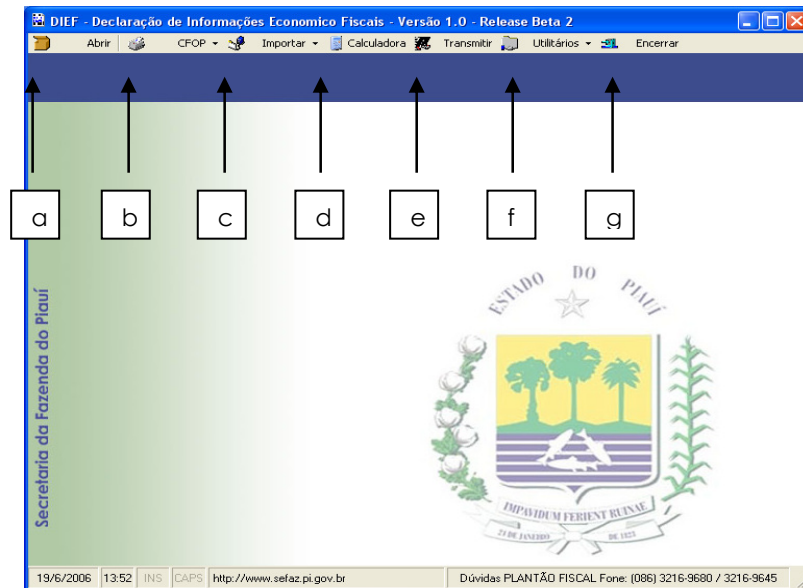 DIEF - Declaração de Informações Economico Fiscais - Versão 1.0 - Release Beta 2
Abrir CFOP Importar Calculadora Transmitir Utilitários Encerrar
a b c d e f g
ESTADO DO PIAUÍ
Secretaria da Fazenda do Piauí
IMPAVIDUM FERIENT RUINAE
24 DE JANEIRO DE 1823
19/6/2006 13:52 INS CAPS http://www.sefaz.pi.gov.br Dúvidas PLANTÃO FISCAL Fone: (086) 3216-9680 / 3216-9645